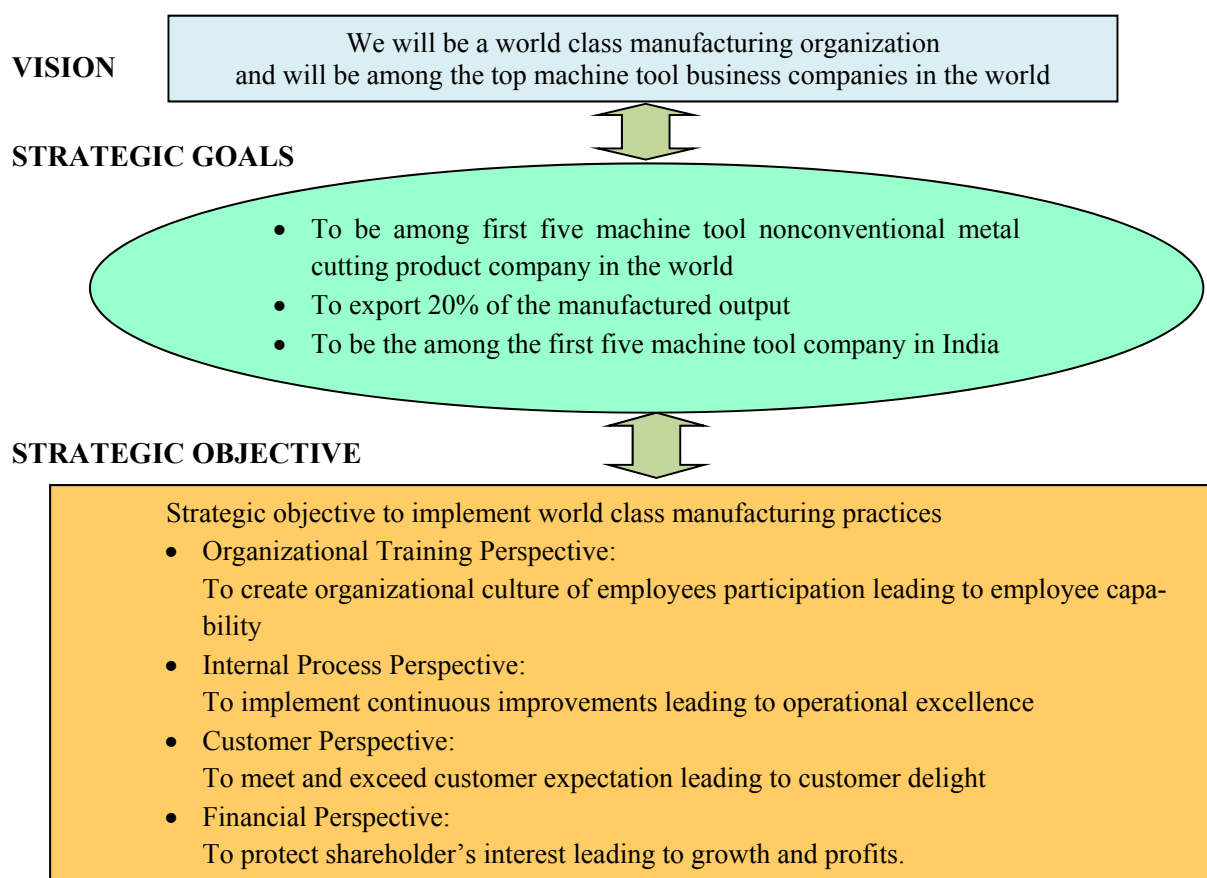 We will be a world class manufacturing organization
VISION
and will be among the top machine tool business companies in the world
STRATEGIC GOALS
• To be among first five machine tool nonconventional metal
cutting product company in the world
• To export 20% of the manufactured output
• To be the among the first five machine tool company in India
STRATEGIC OBJECTIVE
Strategic objective to implement world class manufacturing practices
• Organizational Training Perspective:
To create organizational culture of employees participation leading to employee capa-
bility
• Internal Process Perspective:
To implement continuous improvements leading to operational excellence
• Customer Perspective:
To meet and exceed customer expectation leading to customer delight
• Financial Perspective:
To protect shareholder’s interest leading to growth and profits.